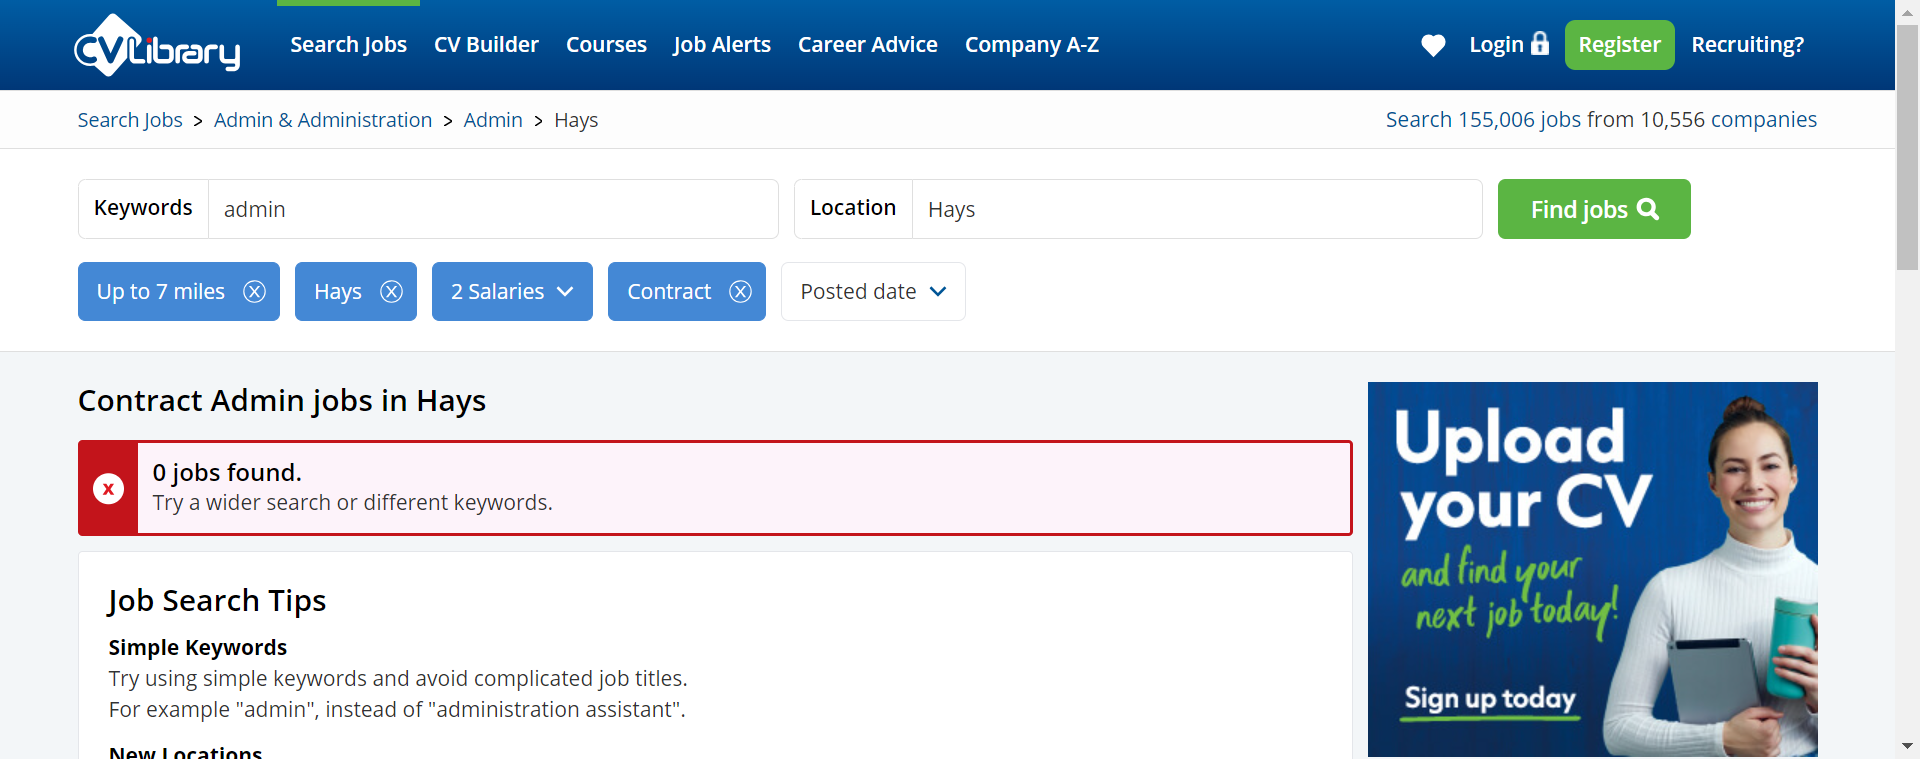 CVLibrary
Search Jobs CV Builder Courses Job Alerts Career Advice Company A-Z Login Register Recruiting?
Search Jobs > Admin & Administration > Admin > Hays
Search 155,006 jobs from 10,556 companies
Keywords admin Location Hays Find jobs
Up to 7 miles Hays 2 Salaries Contract Posted date
Contract Admin jobs in Hays
0 jobs found.
Try a wider search or different keywords.
Job Search Tips
Simple Keywords
Try using simple keywords and avoid complicated job titles.
For example "admin", instead of "administration assistant".
New Locations
Upload
your CV
and find your
next job today!
Sign up today